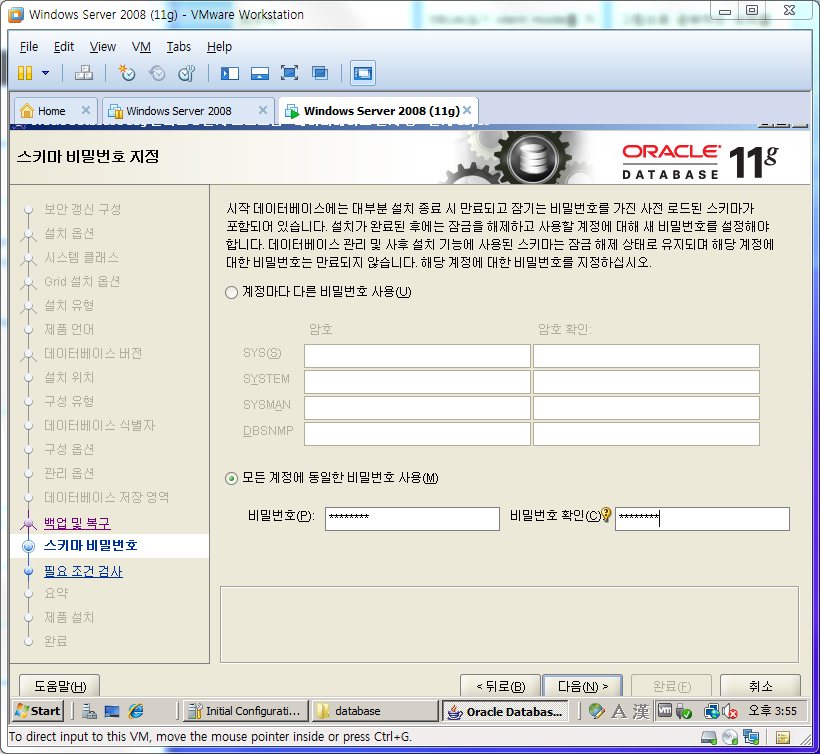 Windows Server 2008 (11g) - VMware Workstation
File Edit View VM Tabs Help
Home Windows Server 2008 Windows Server 2008 (11g)
스키마 비밀번호 지정
ORACLE
DATABASE 11g
보안 갱신 구성
설치 옵션
시스템 클래스
Grid 설치 옵션
설치 유형
제품 언어
데이터베이스 버전
설치 위치
구성 유형
데이터베이스 식별자
구성 옵션
관리 옵션
데이터베이스 저장 영역
백업 및 복구
스키마 비밀번호
필요 조건 검사
요약
제품 설치
완료
시작 데이터베이스에는 대부분 설치 종료 시 만료되고 잠기는 비밀번호를 가진 사전 로드된 스키마가
포함되어 있습니다. 설치가 완료된 후에는 잠금을 해제하고 사용할 계정에 대해 새 비밀번호를 설정해야
합니다. 데이터베이스 관리 및 사후 설치 기능에 사용된 스키마는 잠금 해제 상태로 유지되며 해당 계정에
대한 비밀번호는 만료되지 않습니다. 해당 계정에 대한 비밀번호를 지정하십시오.
계정마다 다른 비밀번호 사용(U)
암호 암호 확인:
SYS(S)
SYSTEM
SYSMAN
DBSNMP
모든 계정에 동일한 비밀번호 사용(M)
비밀번호(P): ******** 비밀번호 확인(C) ********
도움말(H) < 뒤로(B) 다음(N) > 완료(F) 취소
Start Initial Configurati... database Oracle Databas... A 漢 오후 3:55
To direct input to this VM, move the mouse pointer inside or press Ctrl+G.